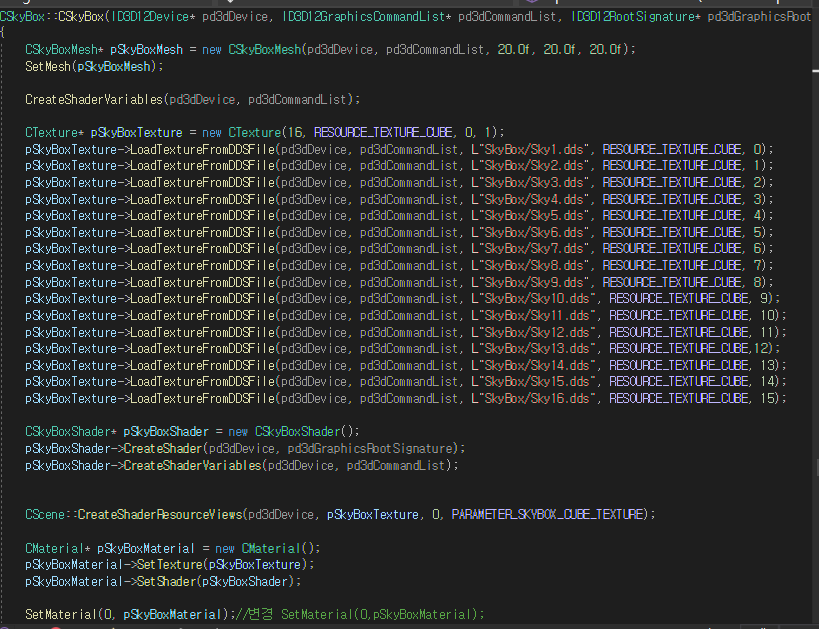 CSkyBox::CSkyBox(ID3D12Device* pd3dDevice, ID3D12GraphicsCommandList* pd3dCommandList, ID3D12RootSignature* pd3dGraphicsRoot
{
CSkyBoxMesh* pSkyBoxMesh = new CSkyBoxMesh(pd3dDevice, pd3dCommandList, 20.0f, 20.0f, 20.0f);
SetMesh(pSkyBoxMesh);
CreateShaderVariables(pd3dDevice, pd3dCommandList);
CTexture* pSkyBoxTexture = new CTexture(16, RESOURCE_TEXTURE_CUBE, 0, 1);
pSkyBoxTexture->LoadTextureFromDDSFile(pd3dDevice, pd3dCommandList, L"SkyBox/Sky1.dds", RESOURCE_TEXTURE_CUBE, 0);
pSkyBoxTexture->LoadTextureFromDDSFile(pd3dDevice, pd3dCommandList, L"SkyBox/Sky2.dds", RESOURCE_TEXTURE_CUBE, 1);
pSkyBoxTexture->LoadTextureFromDDSFile(pd3dDevice, pd3dCommandList, L"SkyBox/Sky3.dds", RESOURCE_TEXTURE_CUBE, 2);
pSkyBoxTexture->LoadTextureFromDDSFile(pd3dDevice, pd3dCommandList, L"SkyBox/Sky4.dds", RESOURCE_TEXTURE_CUBE, 3);
pSkyBoxTexture->LoadTextureFromDDSFile(pd3dDevice, pd3dCommandList, L"SkyBox/Sky5.dds", RESOURCE_TEXTURE_CUBE, 4);
pSkyBoxTexture->LoadTextureFromDDSFile(pd3dDevice, pd3dCommandList, L"SkyBox/Sky6.dds", RESOURCE_TEXTURE_CUBE, 5);
pSkyBoxTexture->LoadTextureFromDDSFile(pd3dDevice, pd3dCommandList, L"SkyBox/Sky7.dds", RESOURCE_TEXTURE_CUBE, 6);
pSkyBoxTexture->LoadTextureFromDDSFile(pd3dDevice, pd3dCommandList, L"SkyBox/Sky8.dds", RESOURCE_TEXTURE_CUBE, 7);
pSkyBoxTexture->LoadTextureFromDDSFile(pd3dDevice, pd3dCommandList, L"SkyBox/Sky9.dds", RESOURCE_TEXTURE_CUBE, 8);
pSkyBoxTexture->LoadTextureFromDDSFile(pd3dDevice, pd3dCommandList, L"SkyBox/Sky10.dds", RESOURCE_TEXTURE_CUBE, 9);
pSkyBoxTexture->LoadTextureFromDDSFile(pd3dDevice, pd3dCommandList, L"SkyBox/Sky11.dds", RESOURCE_TEXTURE_CUBE, 10);
pSkyBoxTexture->LoadTextureFromDDSFile(pd3dDevice, pd3dCommandList, L"SkyBox/Sky12.dds", RESOURCE_TEXTURE_CUBE, 11);
pSkyBoxTexture->LoadTextureFromDDSFile(pd3dDevice, pd3dCommandList, L"SkyBox/Sky13.dds", RESOURCE_TEXTURE_CUBE,12);
pSkyBoxTexture->LoadTextureFromDDSFile(pd3dDevice, pd3dCommandList, L"SkyBox/Sky14.dds", RESOURCE_TEXTURE_CUBE, 13);
pSkyBoxTexture->LoadTextureFromDDSFile(pd3dDevice, pd3dCommandList, L"SkyBox/Sky15.dds", RESOURCE_TEXTURE_CUBE, 14);
pSkyBoxTexture->LoadTextureFromDDSFile(pd3dDevice, pd3dCommandList, L"SkyBox/Sky16.dds", RESOURCE_TEXTURE_CUBE, 15);
CSkyBoxShader* pSkyBoxShader = new CSkyBoxShader();
pSkyBoxShader->CreateShader(pd3dDevice, pd3dGraphicsRootSignature);
pSkyBoxShader->CreateShaderVariables(pd3dDevice, pd3dCommandList);
CScene::CreateShaderResourceViews(pd3dDevice, pSkyBoxTexture, 0, PARAMETER_SKYBOX_CUBE_TEXTURE);
CMaterial* pSkyBoxMaterial = new CMaterial();
pSkyBoxMaterial->SetTexture(pSkyBoxTexture);
pSkyBoxMaterial->SetShader(pSkyBoxShader);
SetMaterial(0, pSkyBoxMaterial);//변경 SetMaterial(0,pSkyBoxMaterial);